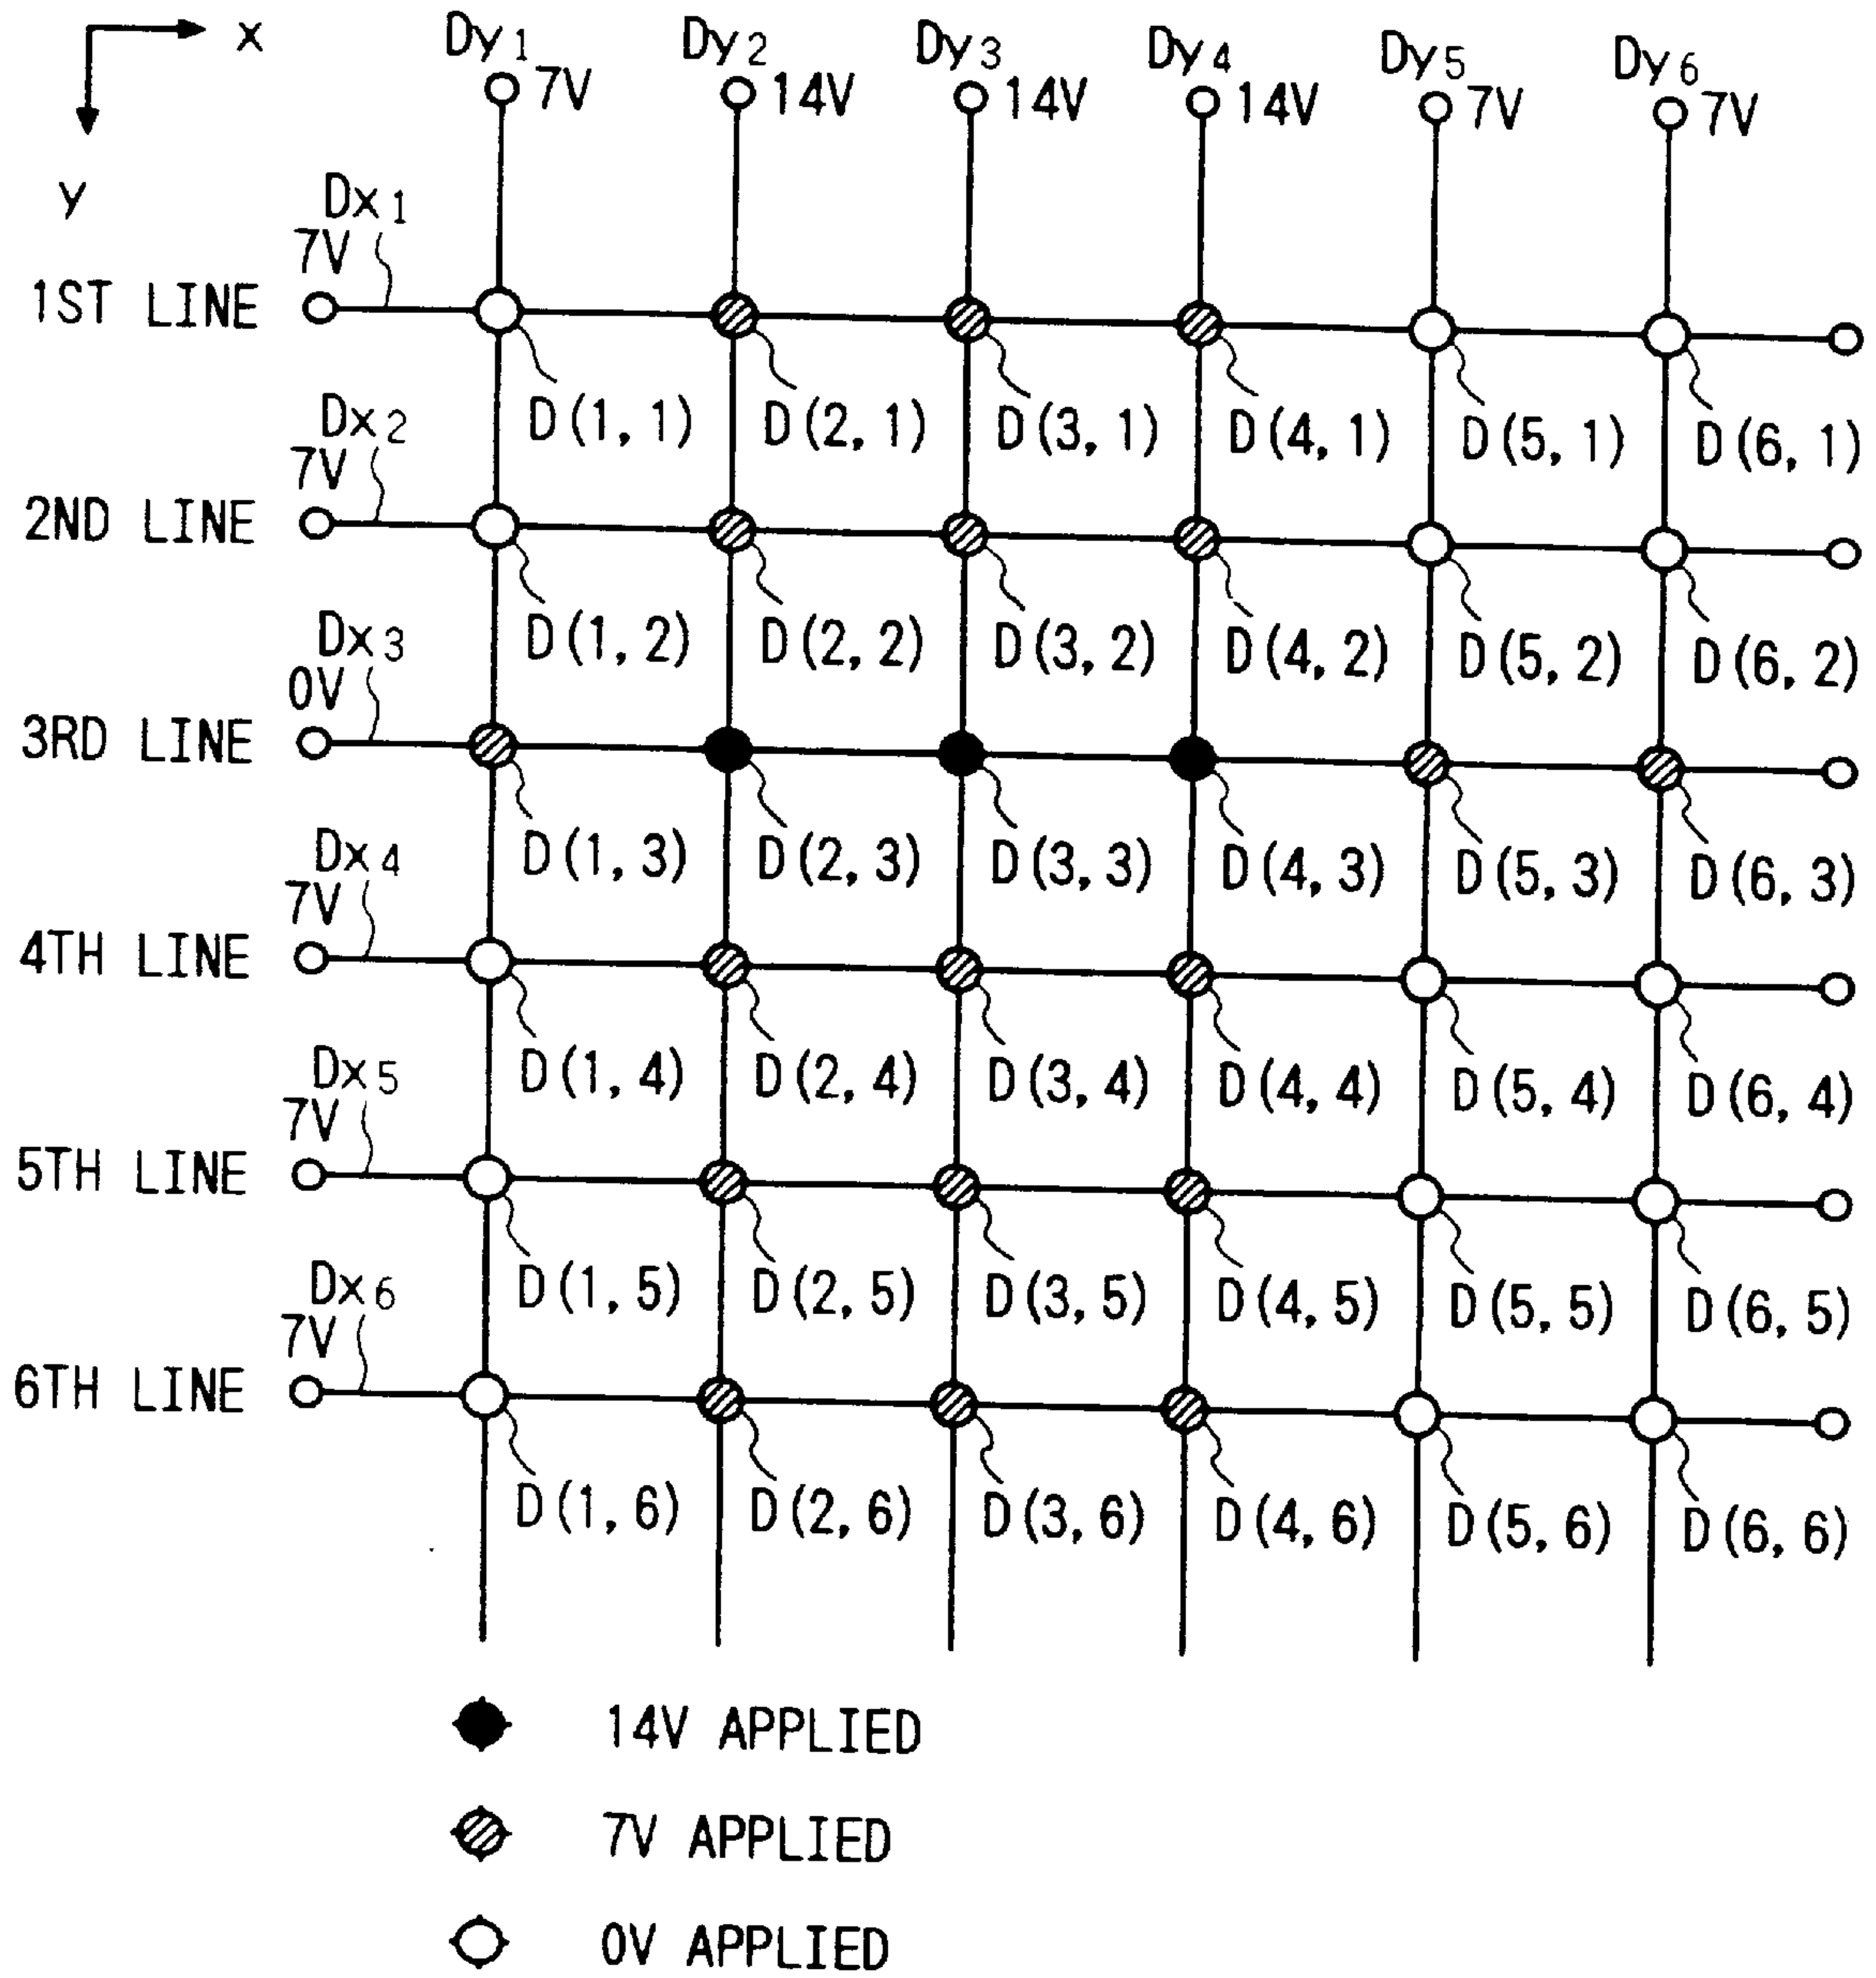 x
y
Dy1 Dy2 Dy3 Dy4 Dy5 Dy6
7V 14V 14V 14V 7V 7V
Dx1
7V
1ST LINE
D(1, 1) D(2, 1) D(3, 1) D(4, 1) D(5, 1) D(6, 1)
Dx2
7V
2ND LINE
D(1, 2) D(2, 2) D(3, 2) D(4, 2) D(5, 2) D(6, 2)
Dx3
0V
3RD LINE
D(1, 3) D(2, 3) D(3, 3) D(4, 3) D(5, 3) D(6, 3)
Dx4
7V
4TH LINE
D(1, 4) D(2, 4) D(3, 4) D(4, 4) D(5, 4) D(6, 4)
Dx5
7V
5TH LINE
D(1, 5) D(2, 5) D(3, 5) D(4, 5) D(5, 5) D(6, 5)
Dx6
7V
6TH LINE
D(1, 6) D(2, 6) D(3, 6) D(4, 6) D(5, 6) D(6, 6)
14V APPLIED
7V APPLIED
0V APPLIED